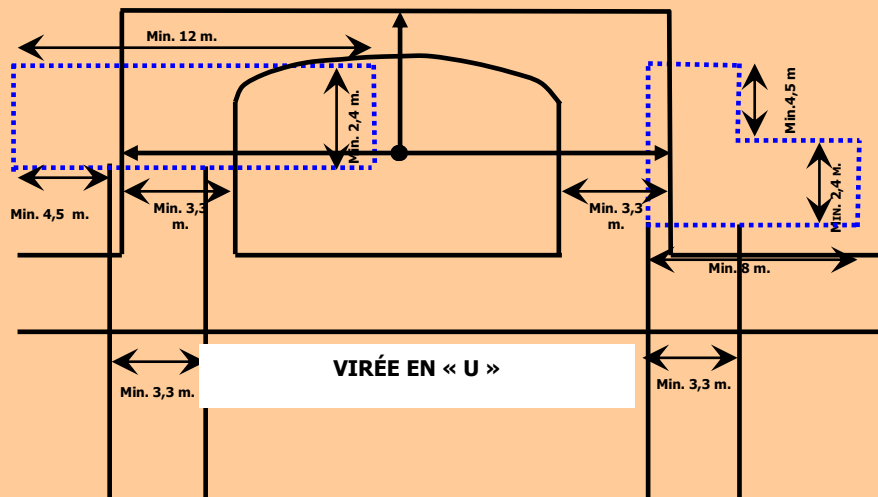 Min. 12 m.
Min. 2,4 m.
Min.4,5 m
MIN. 2,4 M.
Min. 4,5 m.
Min. 3,3
m.
Min. 3,3
m.
Min. 8 m.
VIRÉE EN « U »
Min. 3,3 m.
Min. 3,3 m.